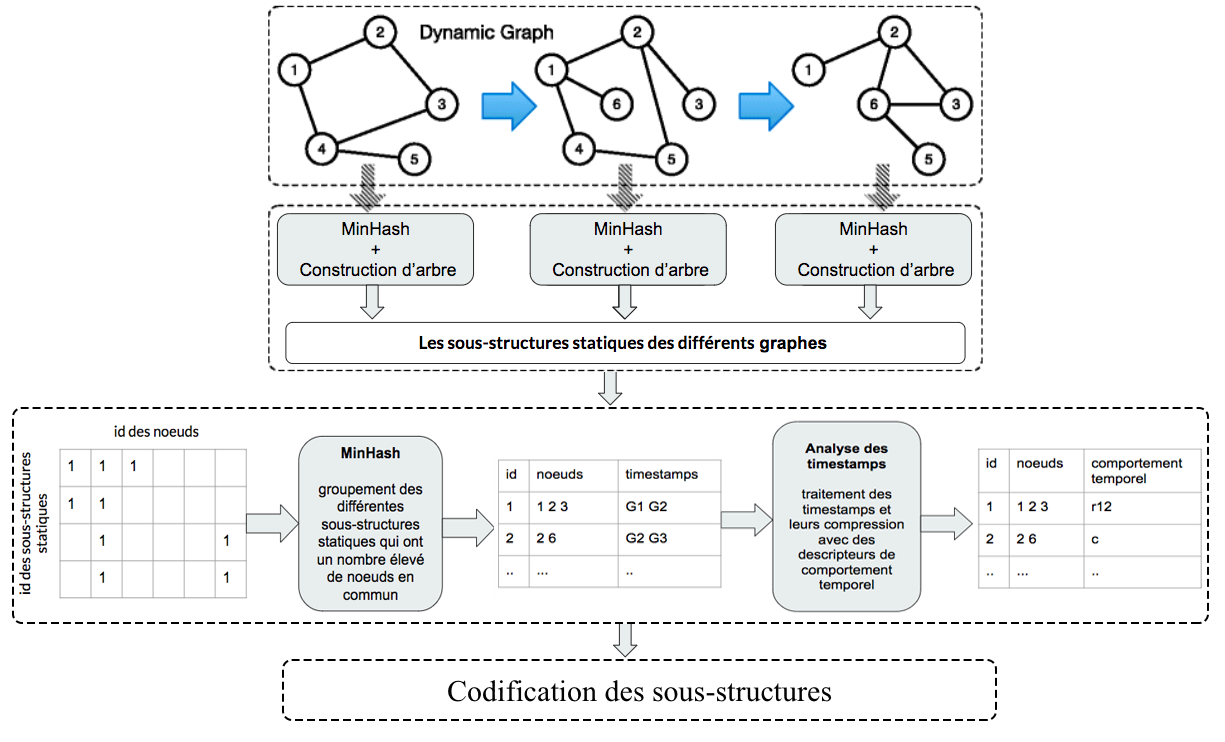 Dynamic Graph
2
1
3
4
5
2
1
6
3
4
5
2
1
6
3
5
MinHash
+
Construction d'arbre
MinHash
+
Construction d'arbre
MinHash
+
Construction d'arbre
Les sous-structures statiques des différents graphes
id des noeuds
id des sous-structures
statiques
1 1 1
1 1
1 1
1 1
MinHash
groupement des
différentes
sous-structures
statiques qui ont
un nombre élevé
de noeuds en
commun
id noeuds timestamps
1 1 2 3 G1 G2
2 2 6 G2 G3
.. ... ..
Analyse des
timestamps
traitement des
timestamps et
leurs compression
avec des
descripteurs de
comportement
temporel
id noeuds comportement
temporel
1 1 2 3 r12
2 2 6 c
.. ... ..
Codification des sous-structures